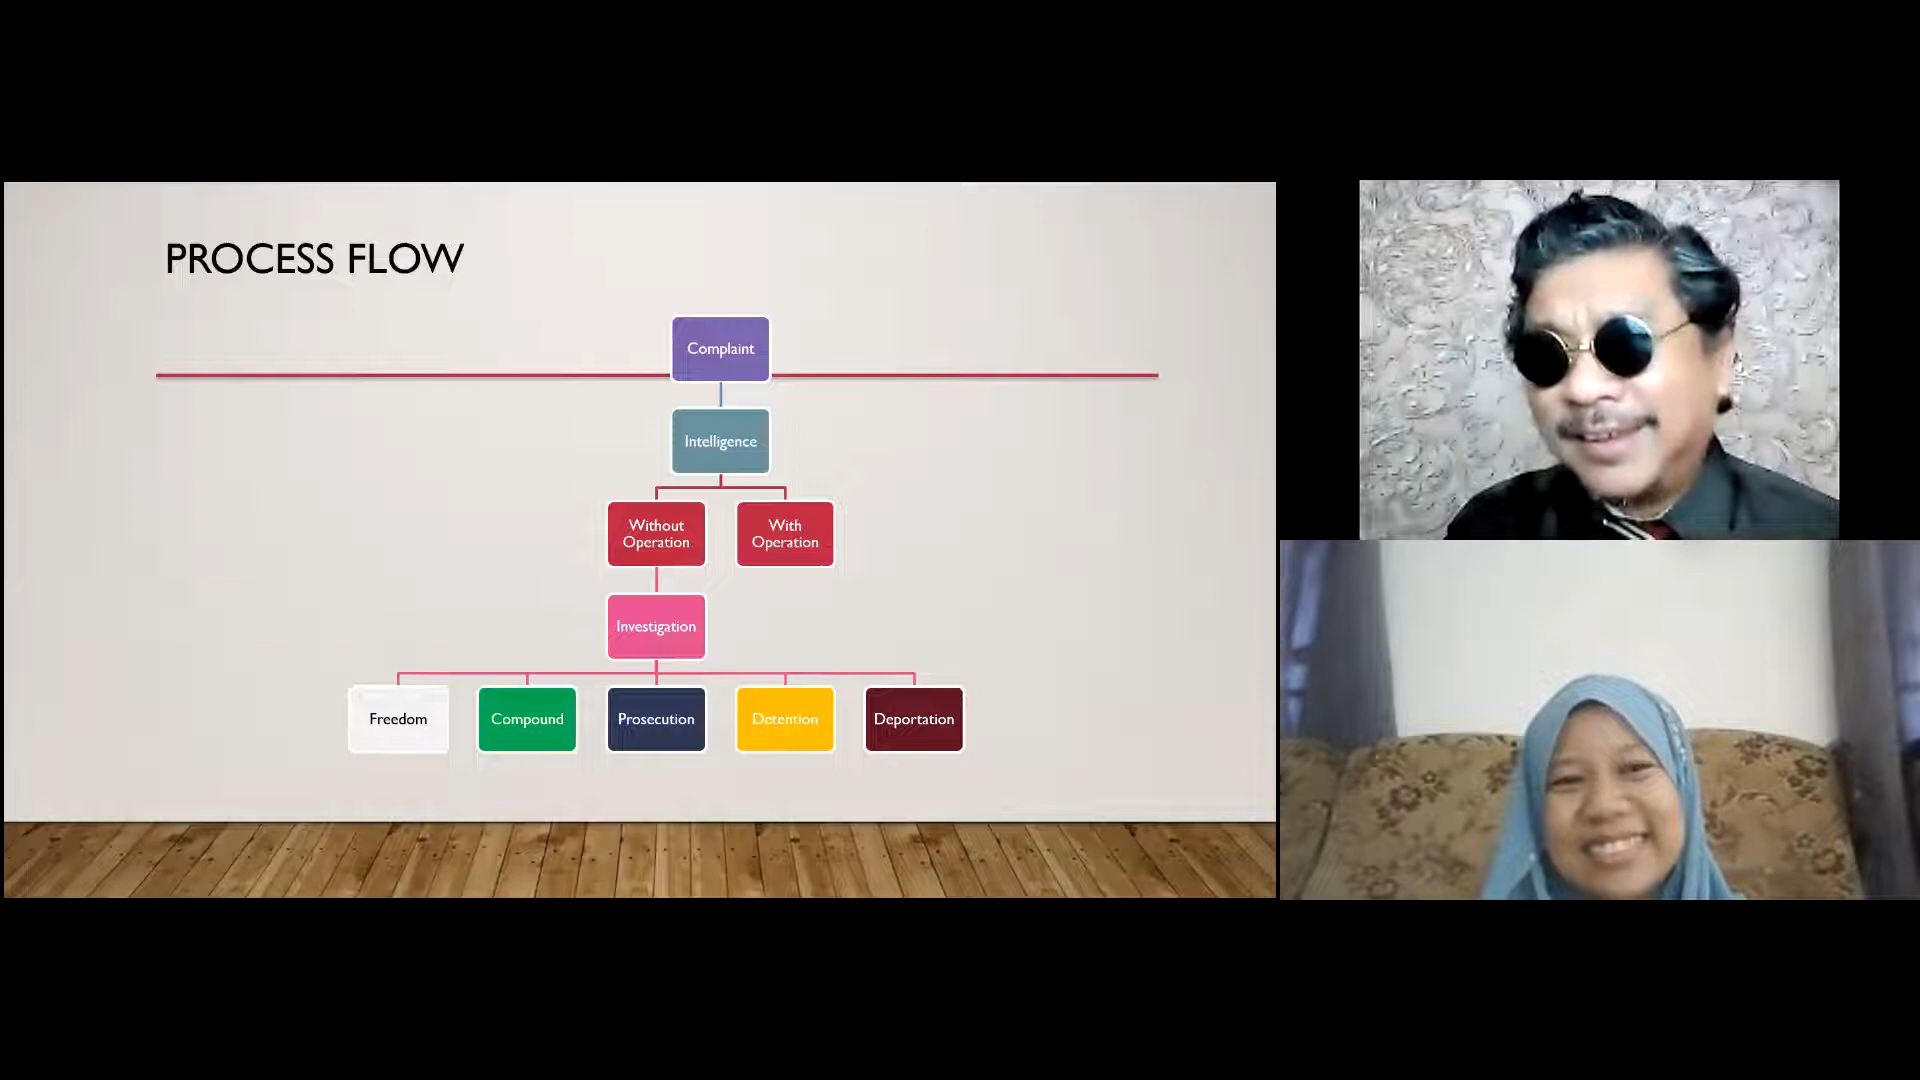 PROCESS FLOW
Complaint
Intelligence
Without
Operation
With
Operation
Investigation
Freedom
Compound
Prosecution
Detention
Deportation